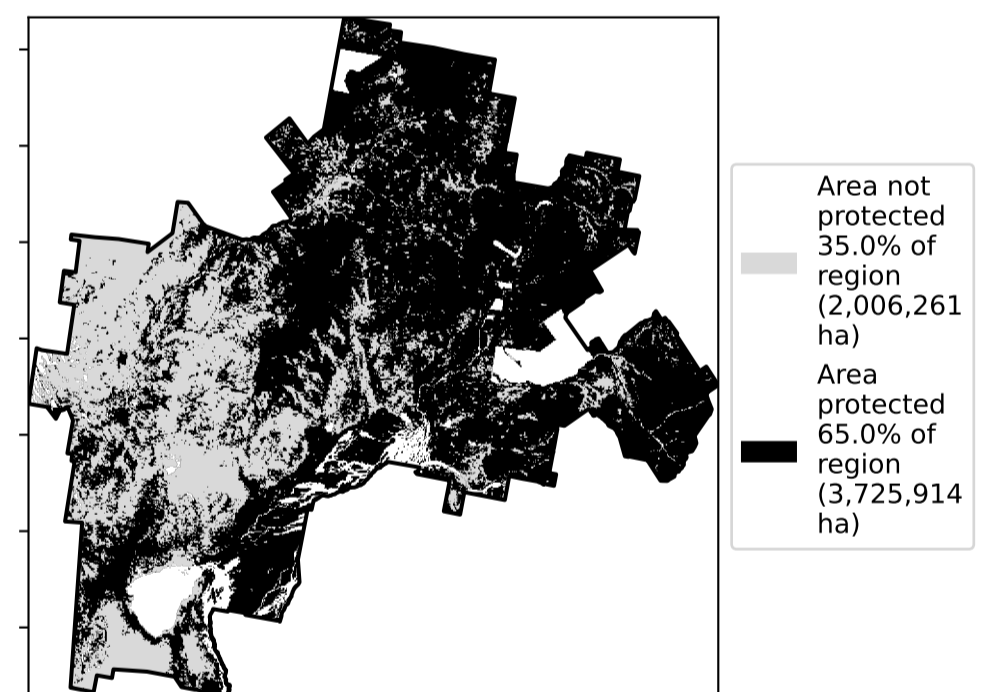 Area not
protected
35.0% of
region
(2,006,261
ha)
Area
protected
65.0% of
region
(3,725,914
ha)